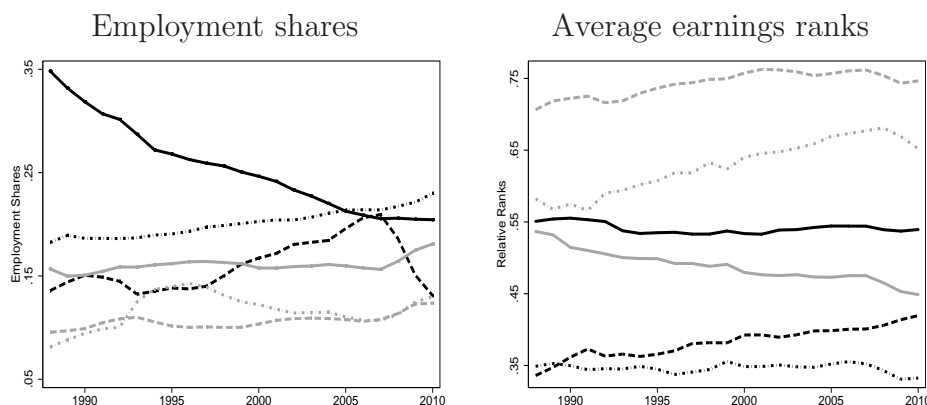 Employment shares
Average earnings ranks
Employment Shares
.35
.25
.15
.05
1990 1995 2000 2005 2010
Relative Ranks
.75
.65
.55
.45
.35
1990 1995 2000 2005 2010